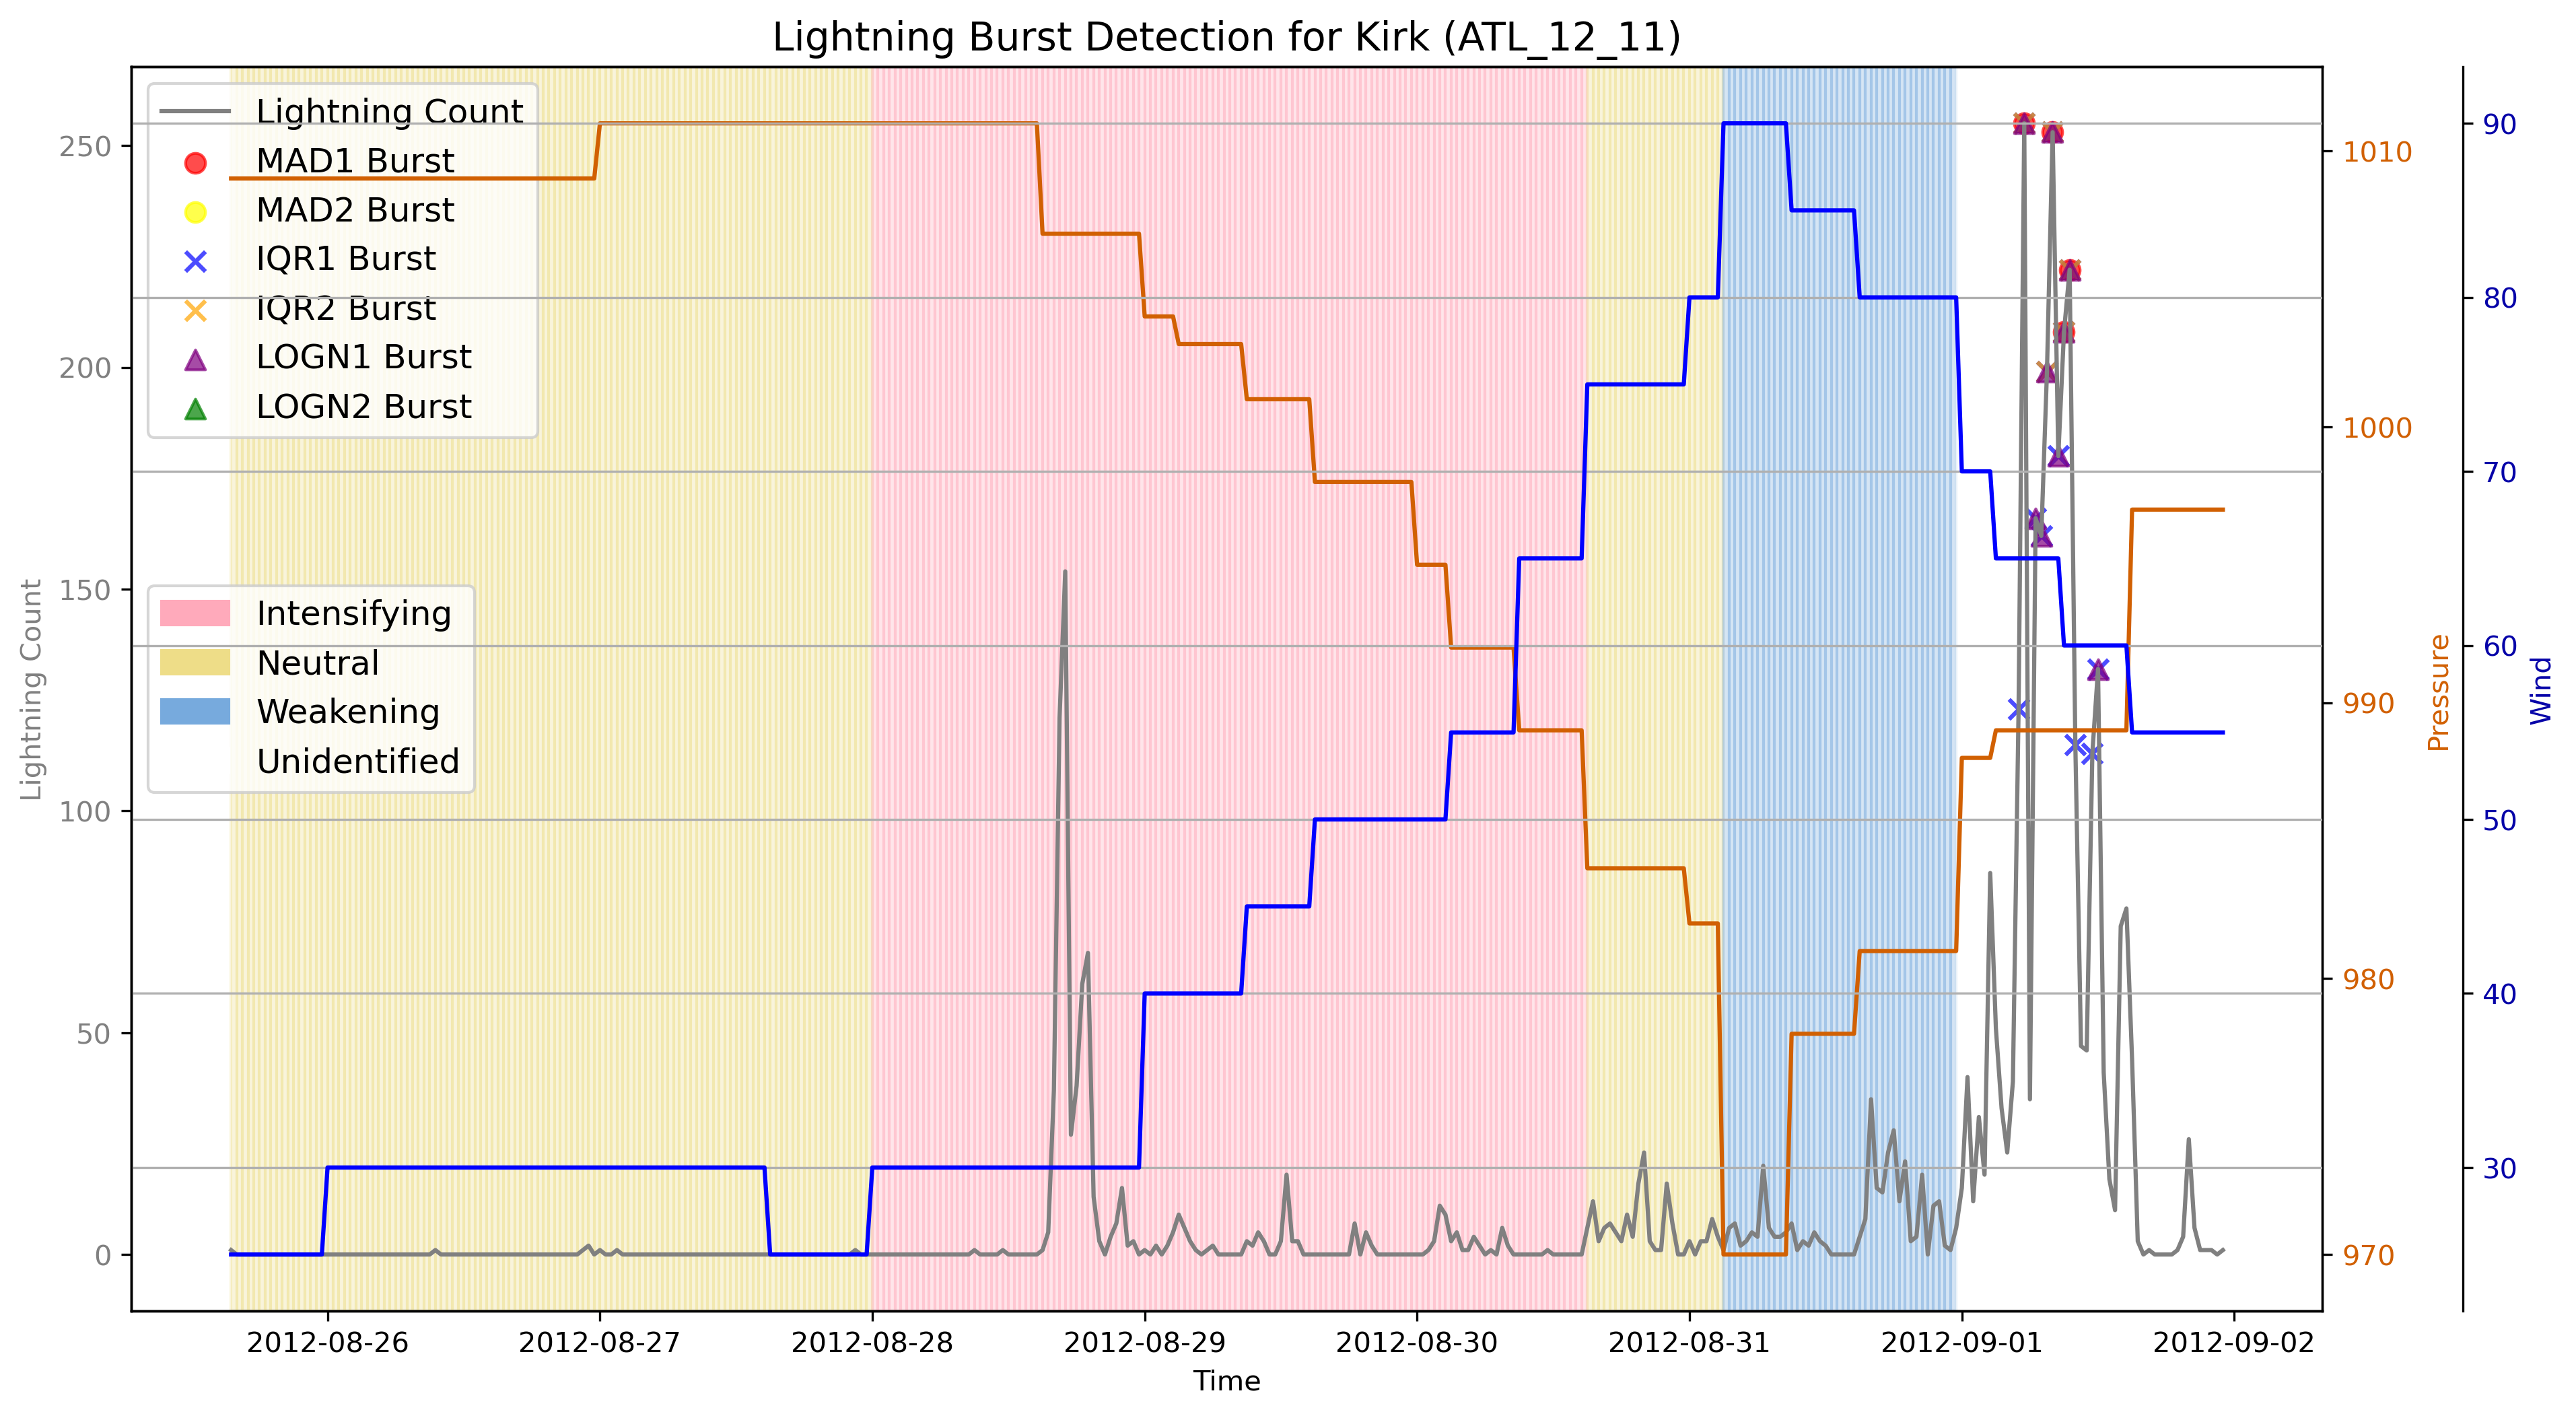 Lightning Burst Detection for Kirk (ATL_12_11)
Lightning Count
MAD1 Burst
MAD2 Burst
IQR1 Burst
IQR2 Burst
LOGN1 Burst
LOGN2 Burst
Intensifying
Neutral
Weakening
Unidentified
Lightning Count
250
200
150
100
50
0
1010
1000
990
980
970
Pressure
90
80
70
60
50
40
30
Wind
2012-08-26 2012-08-27 2012-08-28 2012-08-29 2012-08-30 2012-08-31 2012-09-01 2012-09-02
Time